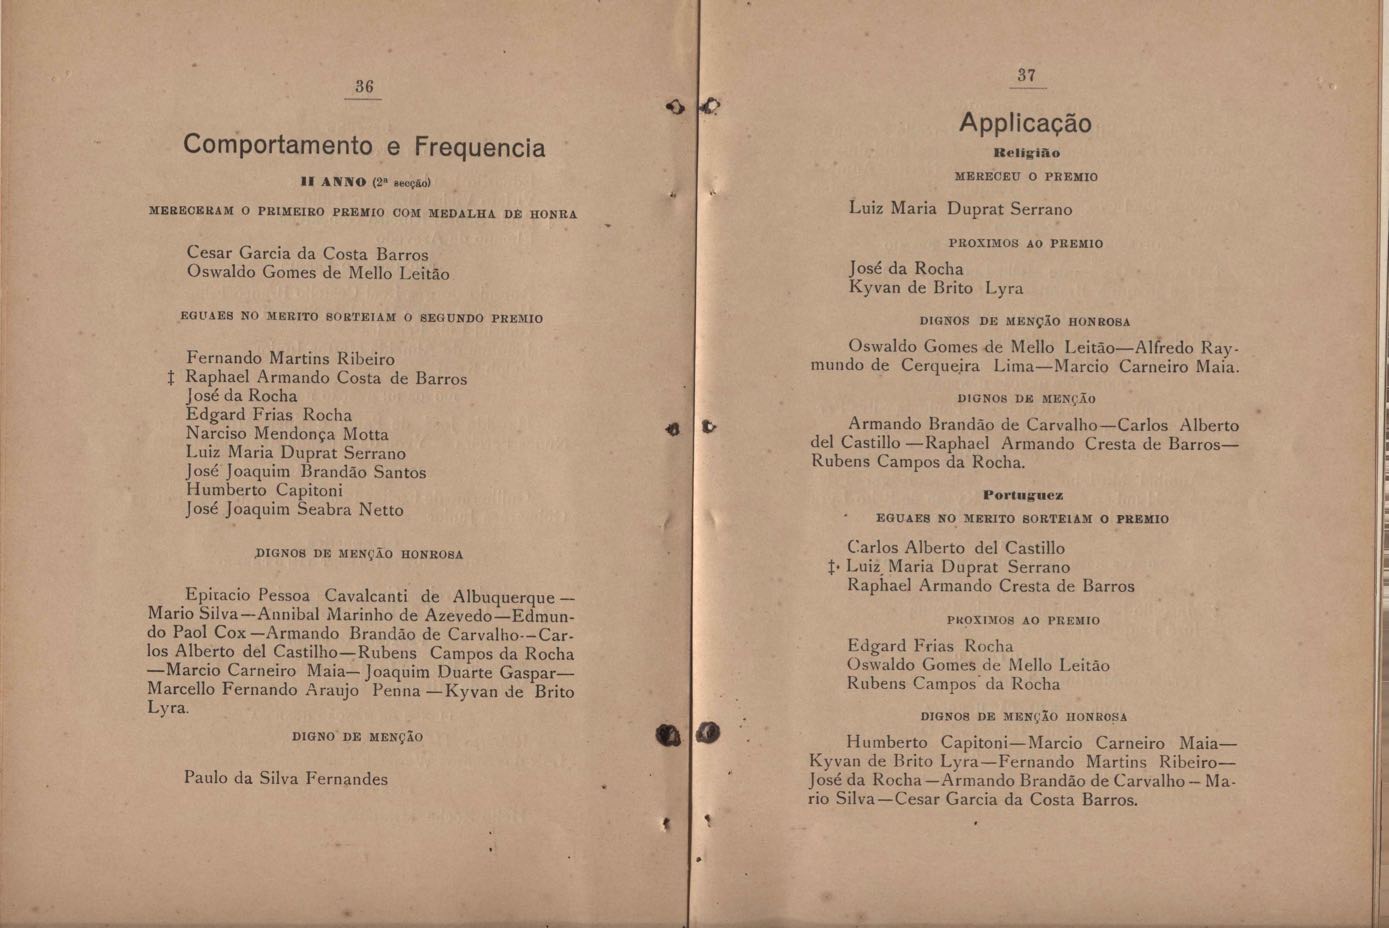 36
Comportamento e Frequencia
II ANNO (2ª secção)
MERECERAM O PRIMEIRO PREMIO COM MEDALHA DE HONRA
Cesar Garcia da Costa Barros
Oswaldo Gomes de Mello Leitão
EGUAES NO MERITO SORTEIAM O SEGUNDO PREMIO
Fernando Martins Ribeiro
‡ Raphael Armando Costa de Barros
José da Rocha
Edgard Frias Rocha
Narciso Mendonça Motta
Luiz Maria Duprat Serrano
José Joaquim Brandão Santos
Humberto Capitoni
José Joaquim Seabra Netto
DIGNOS DE MENÇÃO HONROSA
Epitacio Pessoa Cavalcanti de Albuquerque —
Mario Silva—Annibal Marinho de Azevedo—Edmun-
do Paol Cox—Armando Brandão de Carvalho--Car-
los Alberto del Castilho—Rubens Campos da Rocha
—Marcio Carneiro Maia—Joaquim Duarte Gaspar—
Marcello Fernando Araujo Penna—Kyvan de Brito
Lyra.
DIGNO DE MENÇÃO
Paulo da Silva Fernandes
37
Applicação
Religião
MERECEU O PREMIO
Luiz Maria Duprat Serrano
PROXIMOS AO PREMIO
José da Rocha
Kyvan de Brito Lyra
DIGNOS DE MENÇÃO HONROSA
Oswaldo Gomes de Mello Leitão—Alfredo Ray-
mundo de Cerqueira Lima—Marcio Carneiro Maia.
DIGNOS DE MENÇÃO
Armando Brandão de Carvalho—Carlos Alberto
del Castillo—Raphael Armando Cresta de Barros—
Rubens Campos da Rocha.
Portuguez
EGUAES NO MERITO SORTEIAM O PREMIO
Carlos Alberto del Castillo
‡ Luiz Maria Duprat Serrano
Raphael Armando Cresta de Barros
PROXIMOS AO PREMIO
Edgard Frias Rocha
Oswaldo Gomes de Mello Leitão
Rubens Campos da Rocha
DIGNOS DE MENÇÃO HONROSA
Humberto Capitoni—Marcio Carneiro Maia—
Kyvan de Brito Lyra—Fernando Martins Ribeiro—
José da Rocha—Armando Brandão de Carvalho—Ma-
rio Silva—Cesar Garcia da Costa Barros.